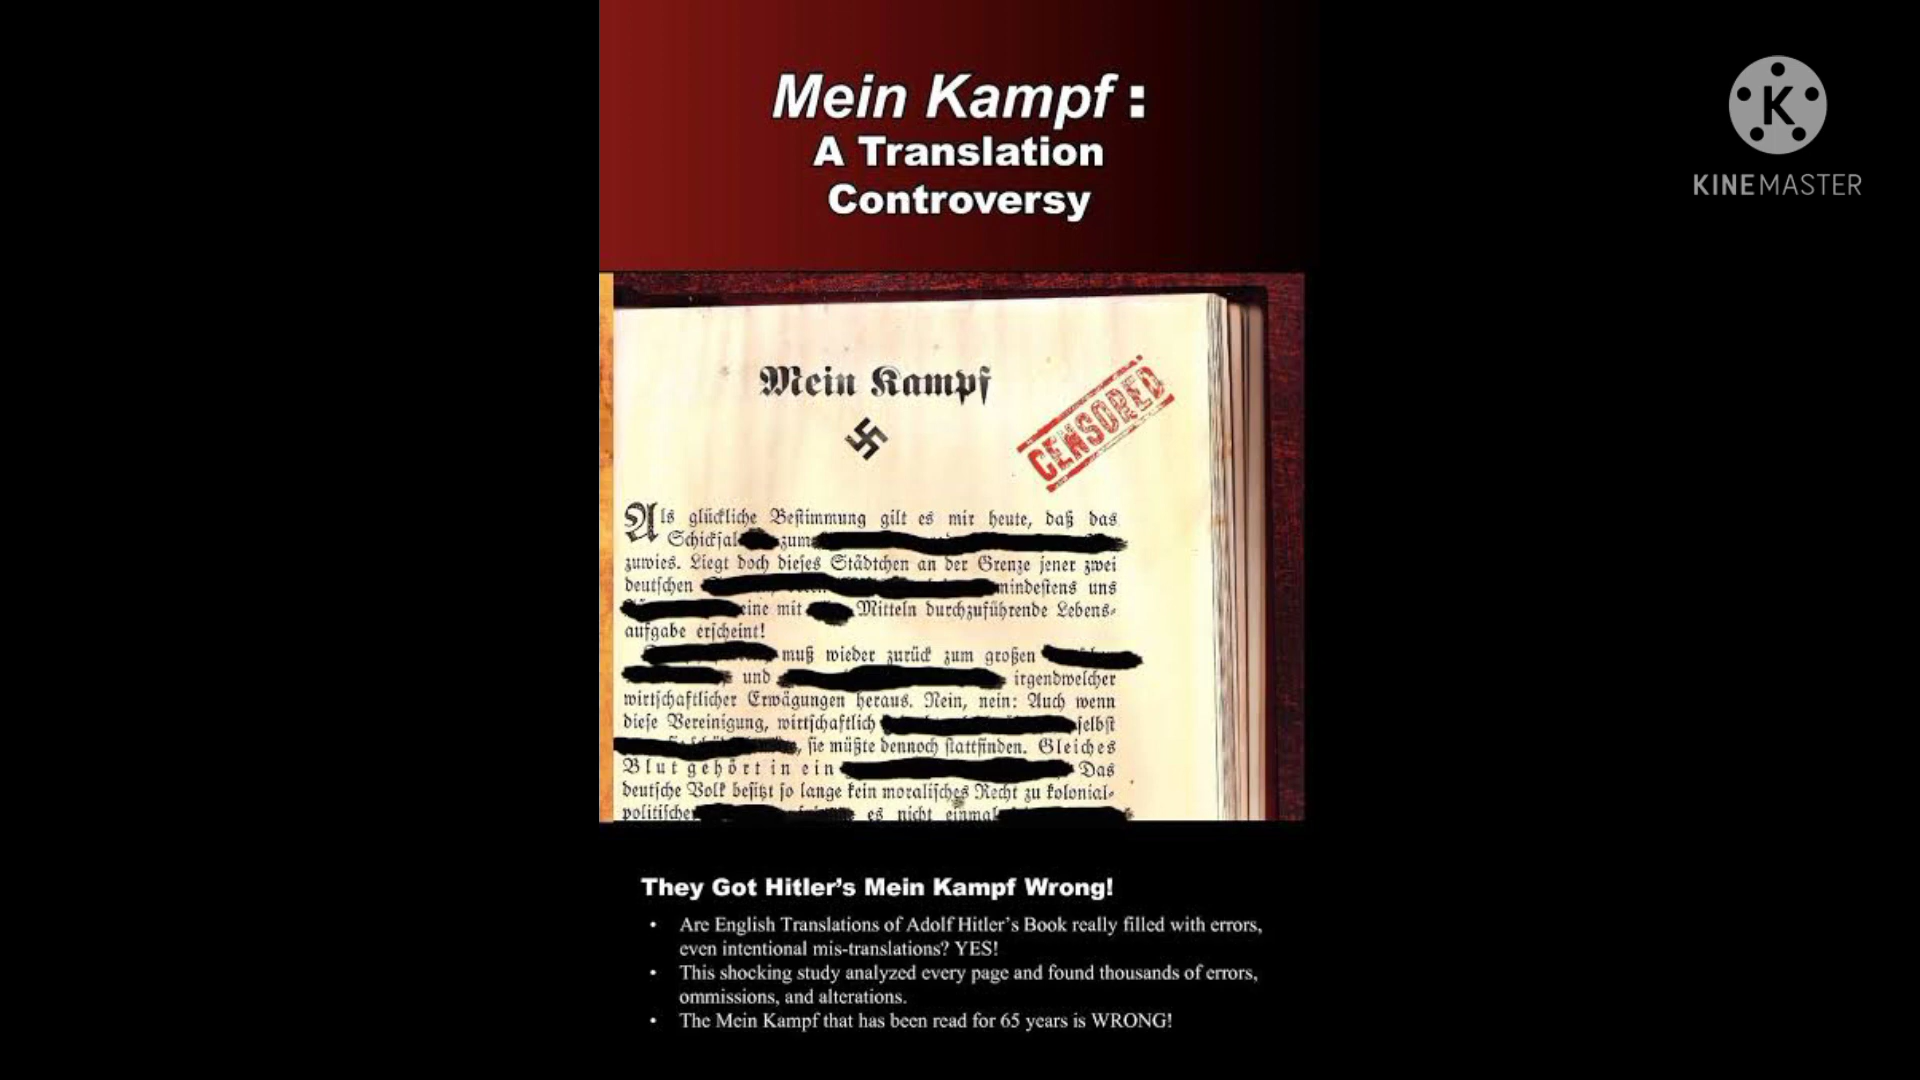 Mein Kampf :
A Translation
Controversy
KINEMASTER
Mein Kampf
CENSORED
Als glückliche Bestimmung gilt es mir heute, daß das
Schicksal zum
zuwies. Liegt doch dieses Städtchen an der Grenze jener zwei
deutschen mindestens uns
eine mit Mitteln durchzuführende Lebens-
aufgabe erscheint!
muß wieder zurück zum großen
und irgendwelcher
wirtschaftlicher Erwägungen heraus. Nein, nein: Auch wenn
diese Vereinigung, wirtschaftlich selbst
, sie müßte dennoch stattfinden. Gleiches
Blut gehört in ein Das
deutsche Volk besitzt so lange kein moralisches Recht zu kolonial-
politischer es nicht einmal
They Got Hitler's Mein Kampf Wrong!
• Are English Translations of Adolf Hitler's Book really filled with errors,
even intentional mis-translations? YES!
• This shocking study analyzed every page and found thousands of errors,
ommissions, and alterations.
• The Mein Kampf that has been read for 65 years is WRONG!